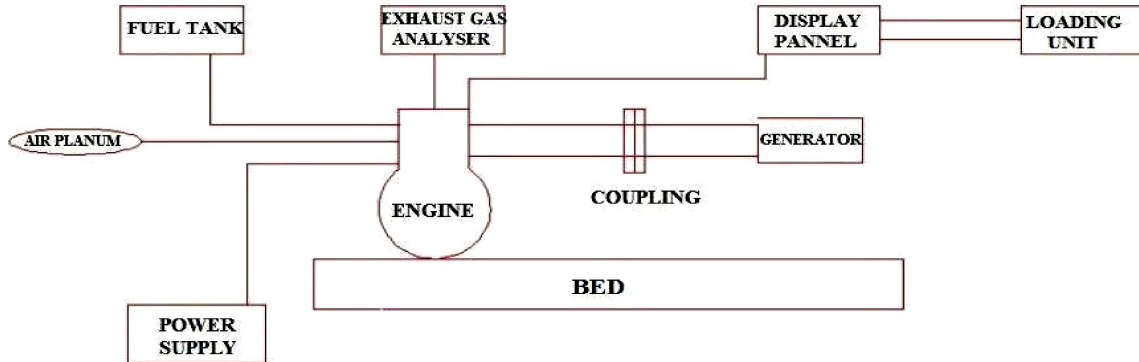 FUEL TANK
EXHAUST GAS
ANALYSER
DISPLAY
PANNEL
LOADING
UNIT
AIR PLANUM
GENERATOR
COUPLING
ENGINE
BED
POWER
SUPPLY